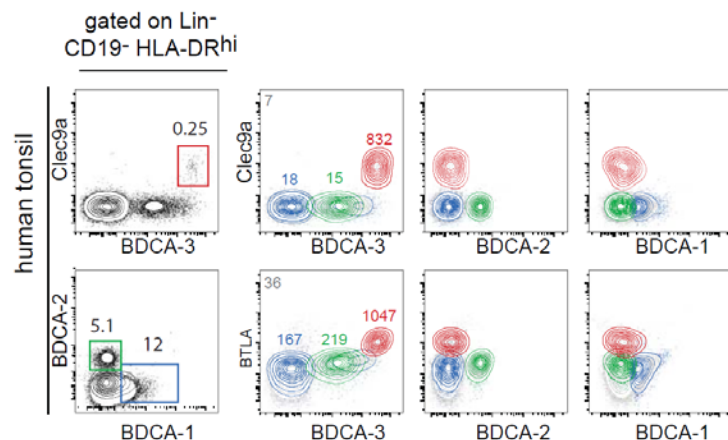 gated on Lin-
CD19- HLA-DRhi
human tonsil
Clec9a
0.25
BDCA-3
Clec9a
7
18
15
832
BDCA-3
BDCA-2
BDCA-1
BDCA-2
5.1
12
BDCA-1
BTLA
36
167
219
1047
BDCA-3
BDCA-2
BDCA-1